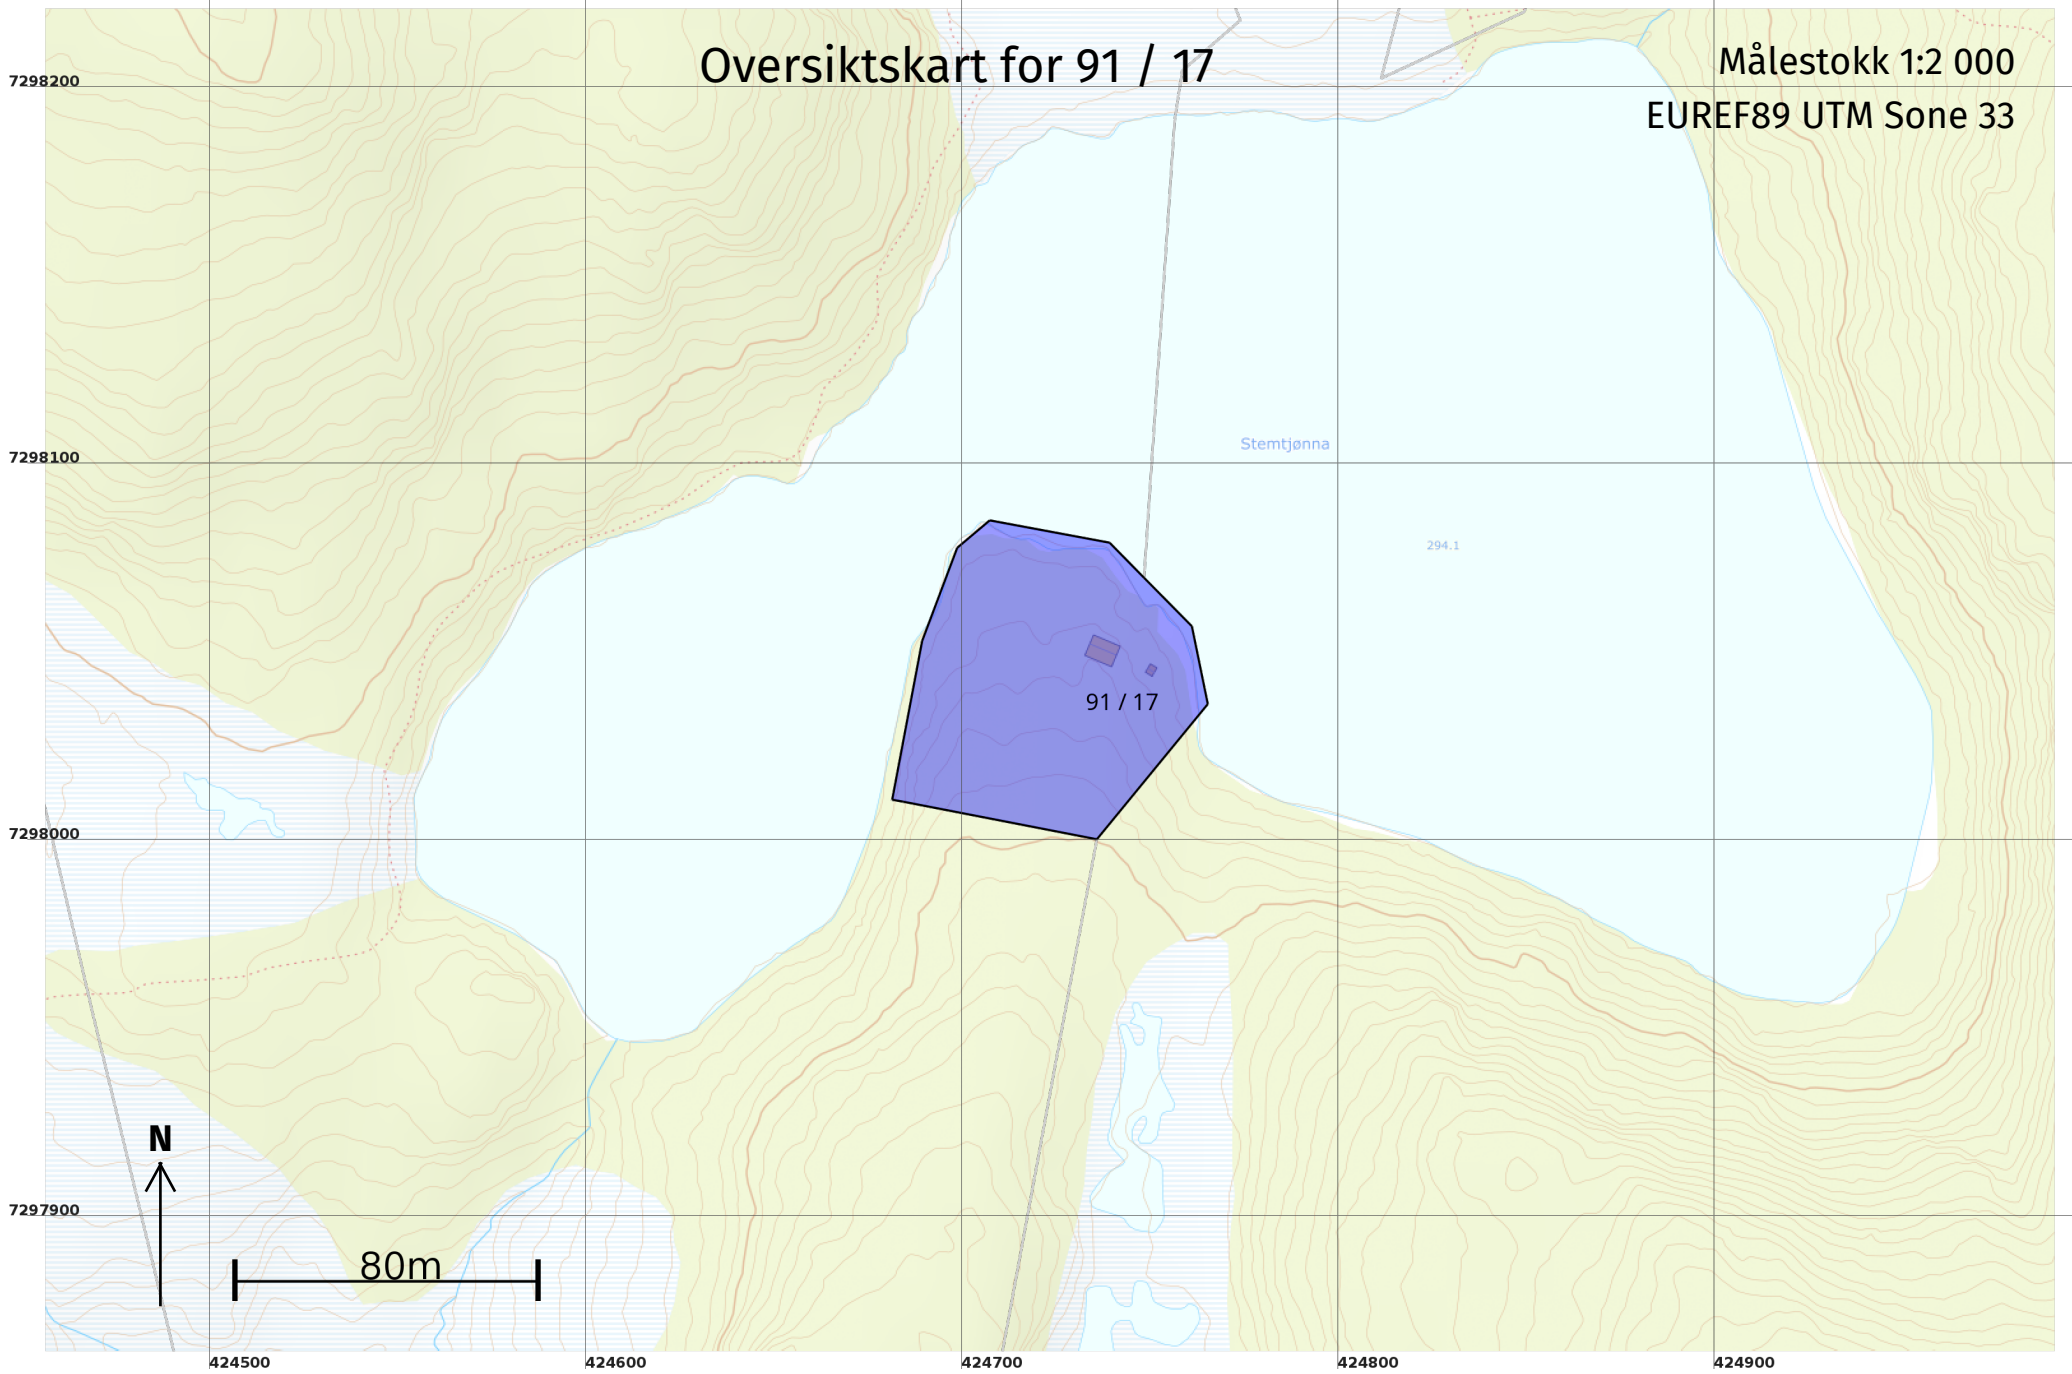 Oversiktskart for 91 / 17
Målestokk 1:2 000
EUREF89 UTM Sone 33
7298200
Stemtjønna
7298100
294.1
91 / 17
7298000
N
7297900
80m
424500
424600
424700
424800
424900